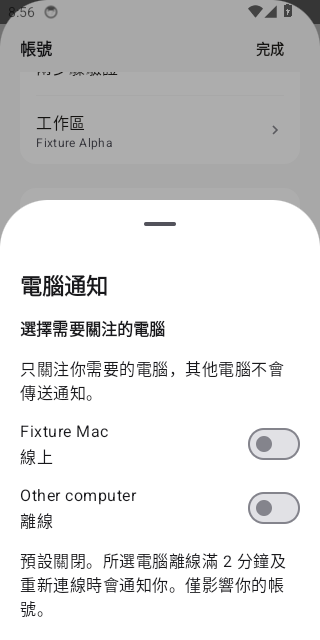 8:56
帳號
完成
工作區
Fixture Alpha
電腦通知
選擇需要關注的電腦
只關注你需要的電腦，其他電腦不會
傳送通知。
Fixture Mac
線上
Other computer
離線
預設關閉。所選電腦離線滿 2 分鐘及
重新連線時會通知你。僅影響你的帳
號。